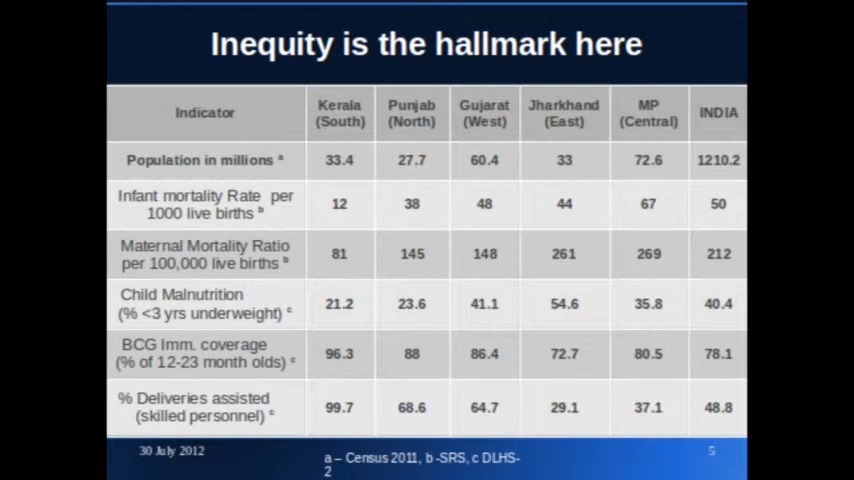 Inequity is the hallmark here
Indicator
Kerala
(South)
Punjab
(North)
Gujarat
(West)
Jharkhand
(East)
MP
(Central)
INDIA
Population in millions a
33.4
27.7
60.4
33
72.6
1210.2
Infant mortality Rate per
1000 live births b
12
38
48
44
67
50
Maternal Mortality Ratio
per 100,000 live births b
81
145
148
261
269
212
Child Malnutrition
(% <3 yrs underweight) c
21.2
23.6
41.1
54.6
35.8
40.4
BCG Imm. coverage
(% of 12-23 month olds) c
96.3
88
86.4
72.7
80.5
78.1
% Deliveries assisted
(skilled personnel) c
99.7
68.6
64.7
29.1
37.1
48.8
30 July 2012
a – Census 2011, b -SRS, c DLHS-
2
5